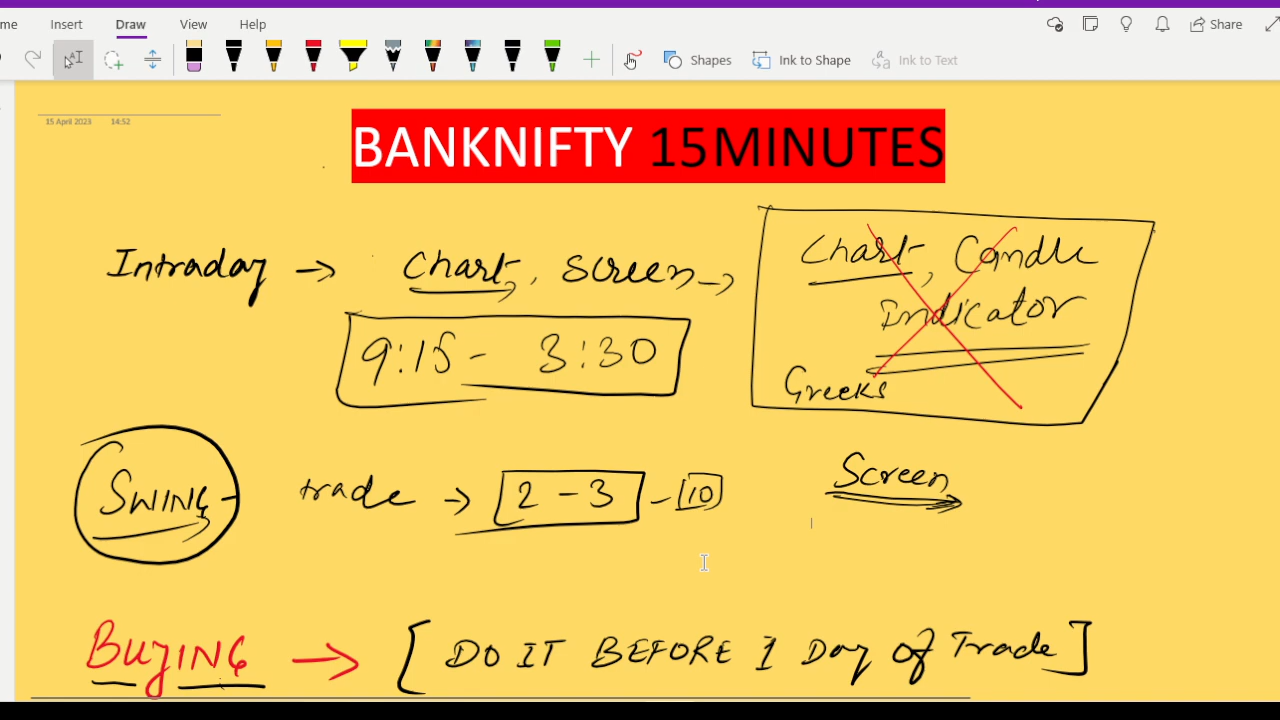 me Insert Draw View Help Share
Shapes Ink to Shape Ink to Text
15 April 2023 14:52
BANKNIFTY 15MINUTES
Intraday → Chart, Screen →
Chart, Candle
Indicator
Greeks
9:15 - 3:30
SWING trade → 2 - 3 - 10
Screen
BuyING → [ DO IT BEFORE 1 Day of Trade ]